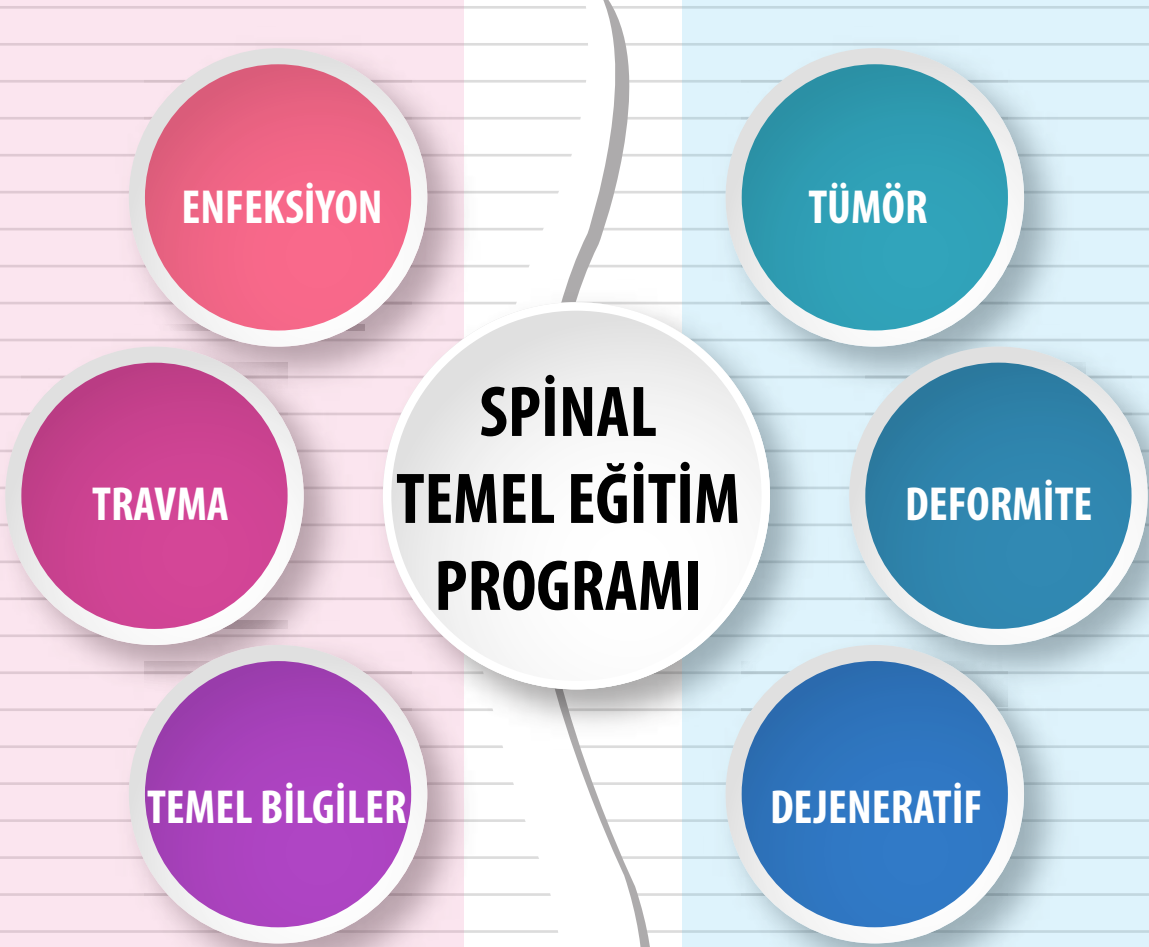 ENFEKSİYON
TÜMÖR
SPİNAL
TEMEL EĞİTİM
PROGRAMI
TRAVMA
DEFORMİTE
TEMEL BİLGİLER
DEJENERATİF